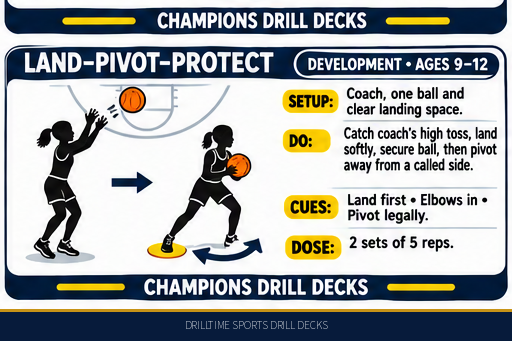 CHAMPIONS DRILL DECKS
LAND-PIVOT-PROTECT
DEVELOPMENT • AGES 9–12
SETUP: Coach, one ball and
clear landing space.
DO: Catch coach's high toss, land
softly, secure ball, then pivot
away from a called side.
CUES: Land first • Elbows in •
Pivot legally.
DOSE: 2 sets of 5 reps.
CHAMPIONS DRILL DECKS
DRILLTIME SPORTS DRILL DECKS